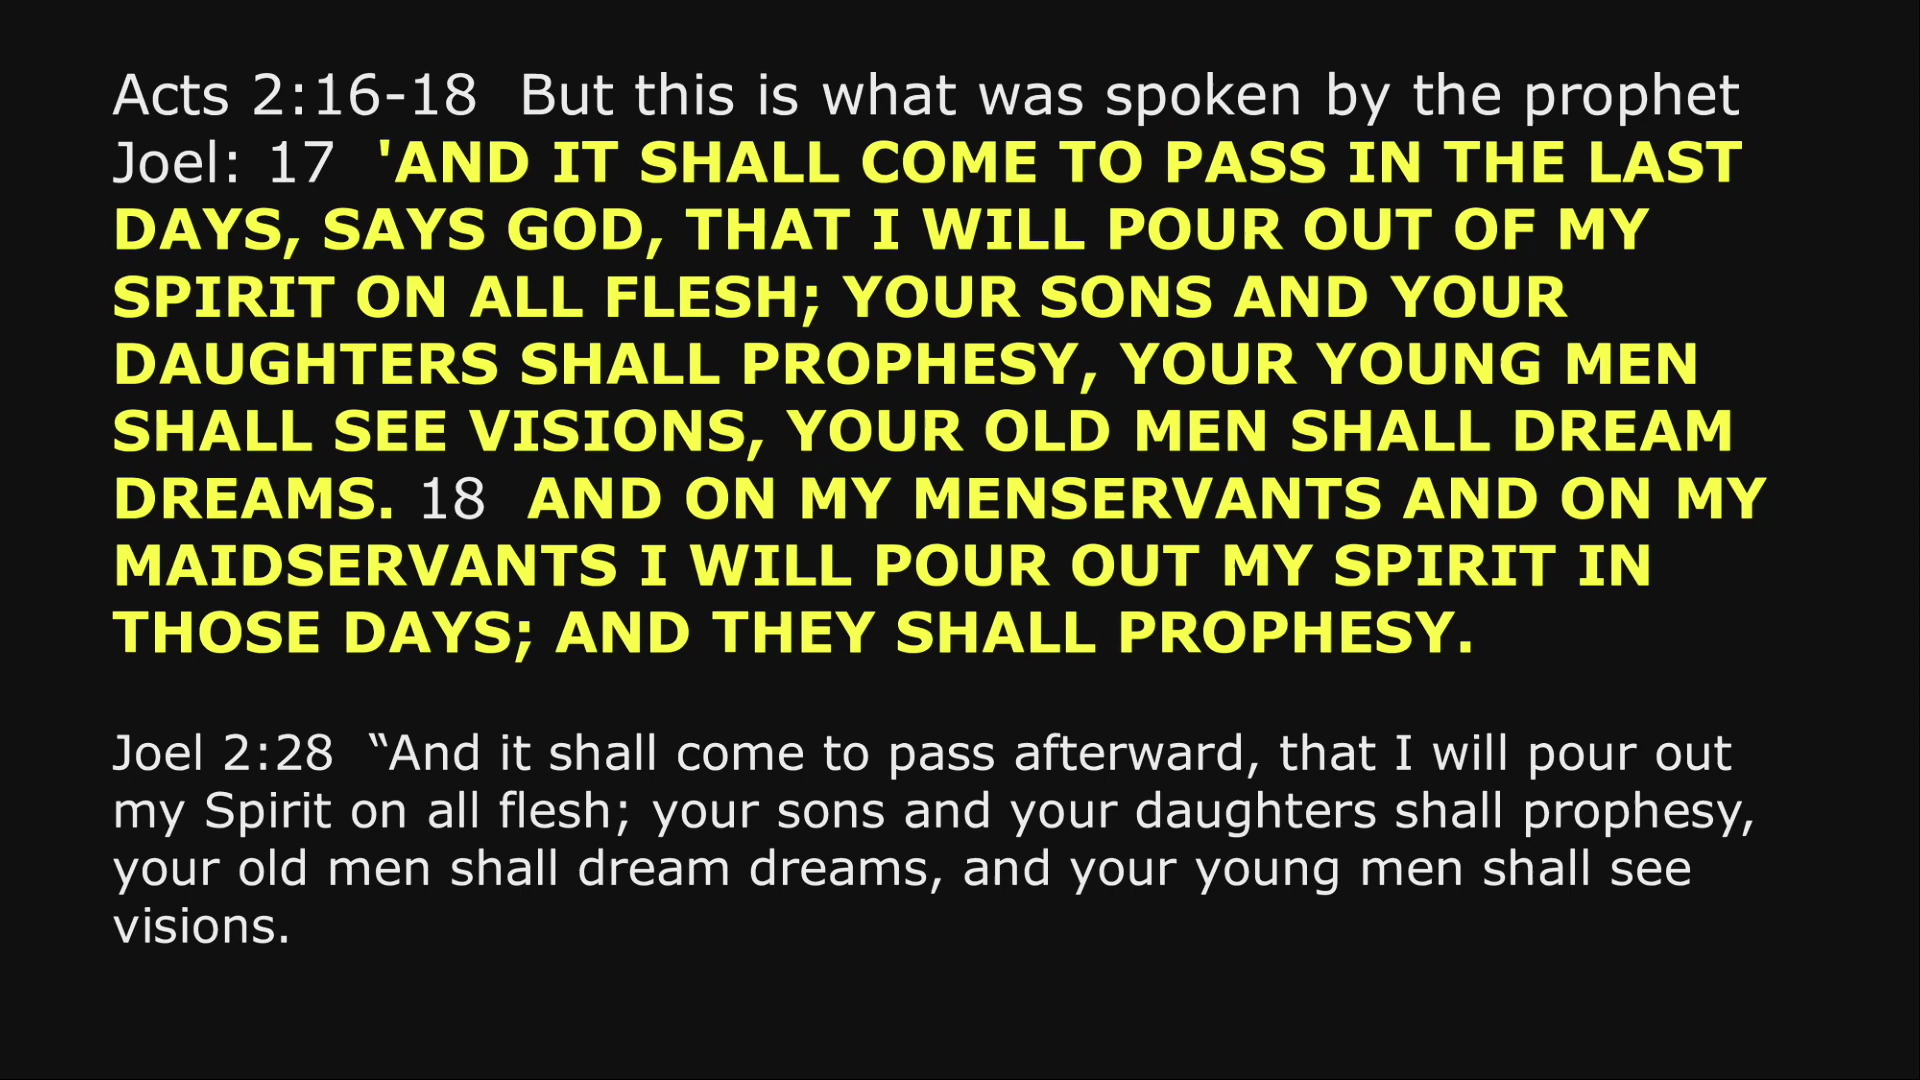 Acts 2:16-18  But this is what was spoken by the prophet
Joel: 17  'AND IT SHALL COME TO PASS IN THE LAST
DAYS, SAYS GOD, THAT I WILL POUR OUT OF MY
SPIRIT ON ALL FLESH; YOUR SONS AND YOUR
DAUGHTERS SHALL PROPHESY, YOUR YOUNG MEN
SHALL SEE VISIONS, YOUR OLD MEN SHALL DREAM
DREAMS. 18  AND ON MY MENSERVANTS AND ON MY
MAIDSERVANTS I WILL POUR OUT MY SPIRIT IN
THOSE DAYS; AND THEY SHALL PROPHESY.
Joel 2:28  “And it shall come to pass afterward, that I will pour out
my Spirit on all flesh; your sons and your daughters shall prophesy,
your old men shall dream dreams, and your young men shall see
visions.